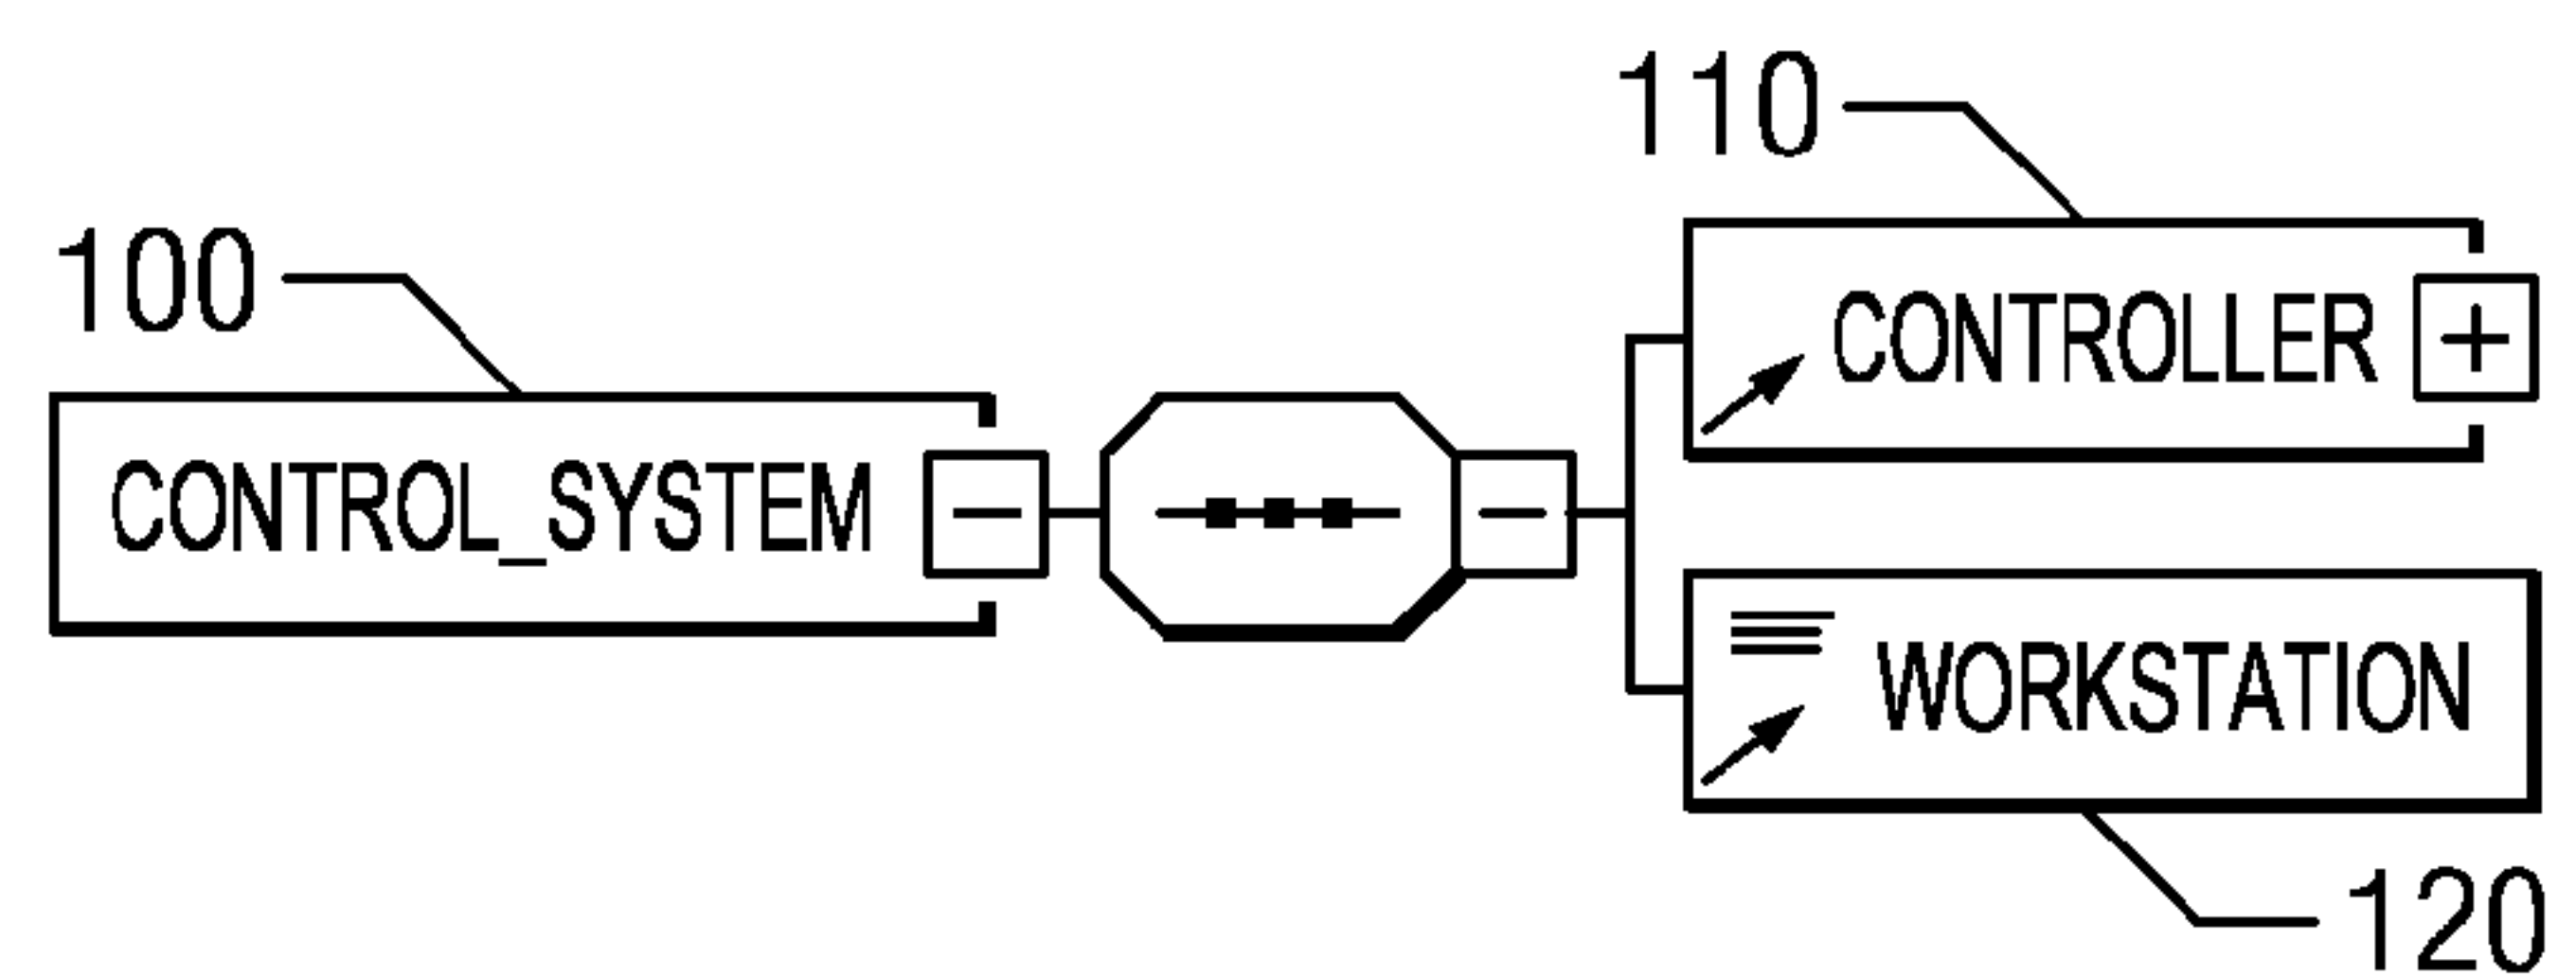 110
100
CONTROLLER
CONTROL_SYSTEM
WORKSTATION
120